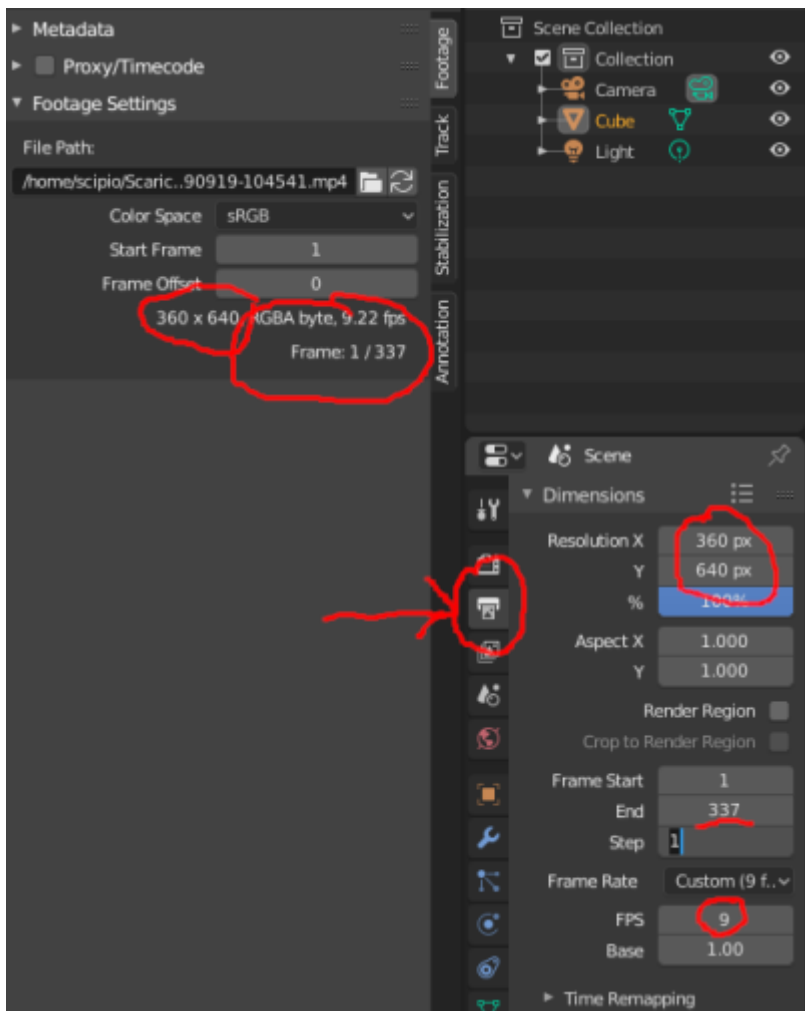 Metadata
Proxy/Timecode
Footage Settings
File Path:
/home/scipio/Scaric..90919-104541.mp4
Color Space sRGB
Start Frame 1
Frame Offset 0
360 x 640, RGBA byte, 9.22 fps
Frame: 1 / 337
Footage
Track
Stabilization
Annotation
Scene Collection
Collection
Camera
Cube
Light
Scene
Dimensions
Resolution X 360 px
Y 640 px
% 100%
Aspect X 1.000
Y 1.000
Render Region
Crop to Render Region
Frame Start 1
End 337
Step 1
Frame Rate Custom (9 f..
FPS 9
Base 1.00
Time Remapping